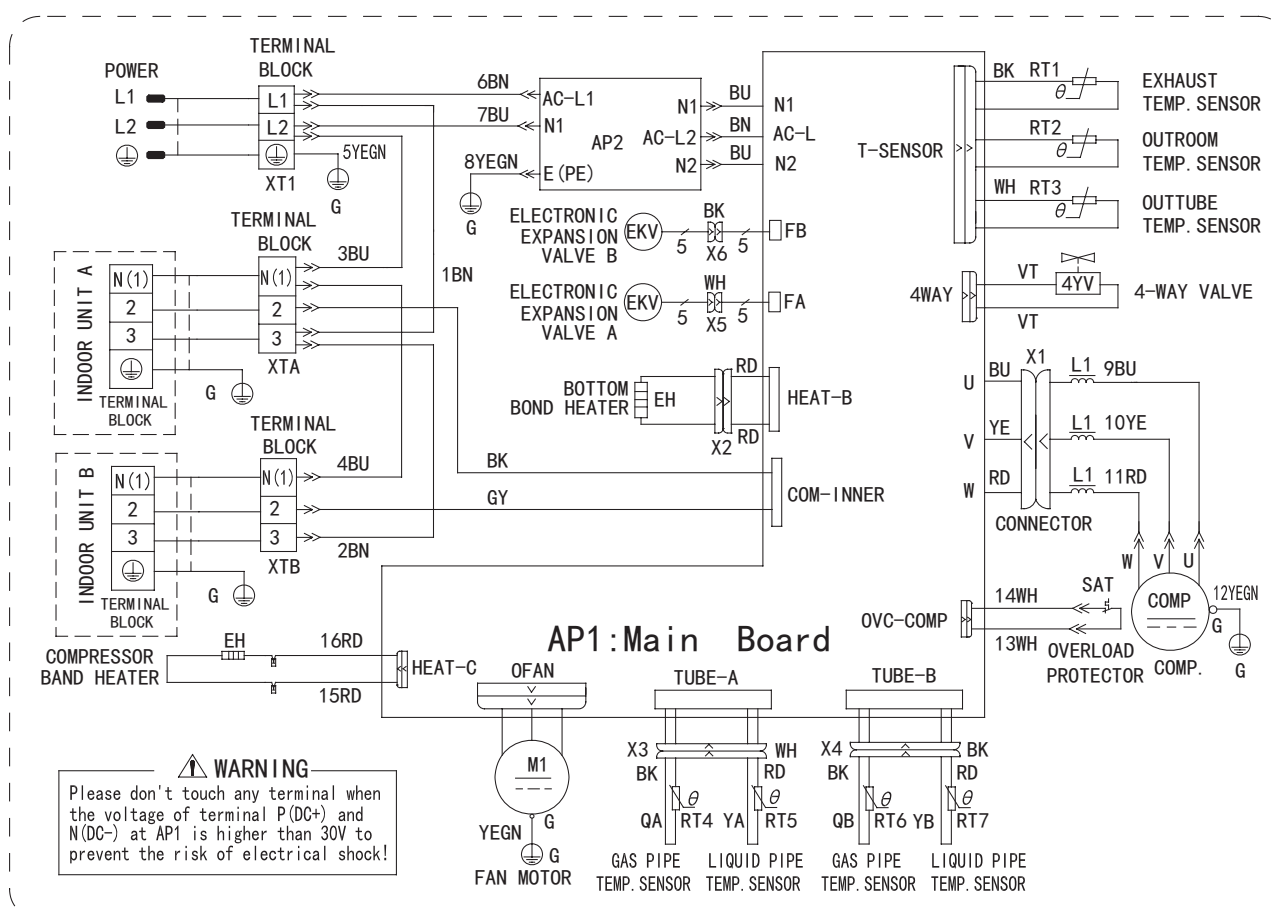 POWER
L1
L2
TERMINAL
BLOCK
L1
L2
XT1
6BN
7BU
5YEGN
G
8YEGN
G
AC-L1
N1
E(PE)
AP2
N1
AC-L2
N2
BU
BN
BU
N1
AC-L
N2
T-SENSOR
BK RT1
θ
EXHAUST
TEMP. SENSOR
RT2
θ
OUTROOM
TEMP. SENSOR
WH RT3
θ
OUTTUBE
TEMP. SENSOR
4WAY
VT
4YV
VT
4-WAY VALVE
ELECTRONIC
EXPANSION
VALVE B
EKV
5
BK
X6
5
FB
ELECTRONIC
EXPANSION
VALVE A
EKV
5
WH
X5
5
FA
INDOOR UNIT A
N(1)
2
3
TERMINAL
BLOCK
TERMINAL
BLOCK
N(1)
2
3
XTA
G
3BU
1BN
BOTTOM
BOND HEATER
EH
X2
RD
RD
HEAT-B
U
V
W
BU
YE
RD
X1
CONNECTOR
L1 9BU
L1 10YE
L1 11RD
INDOOR UNIT B
N(1)
2
3
TERMINAL
BLOCK
TERMINAL
BLOCK
N(1)
2
3
XTB
G
4BU
2BN
BK
GY
COM-INNER
W V U
COMP
COMP.
12YEGN
G
G
SAT
14WH
13WH
OVC-COMP
OVERLOAD
PROTECTOR
AP1:Main Board
COMPRESSOR
BAND HEATER
EH
16RD
15RD
HEAT-C
OFAN
M1
YEGN
G
G
FAN MOTOR
TUBE-A
X3
WH
BK
RD
θ
θ
QA
RT4
YA
RT5
GAS PIPE
TEMP. SENSOR
LIQUID PIPE
TEMP. SENSOR
TUBE-B
X4
BK
BK
RD
θ
θ
QB
RT6
YB
RT7
GAS PIPE
TEMP. SENSOR
LIQUID PIPE
TEMP. SENSOR
WARNING
Please don't touch any terminal when
the voltage of terminal P(DC+) and
N(DC-) at AP1 is higher than 30V to
prevent the risk of electrical shock!